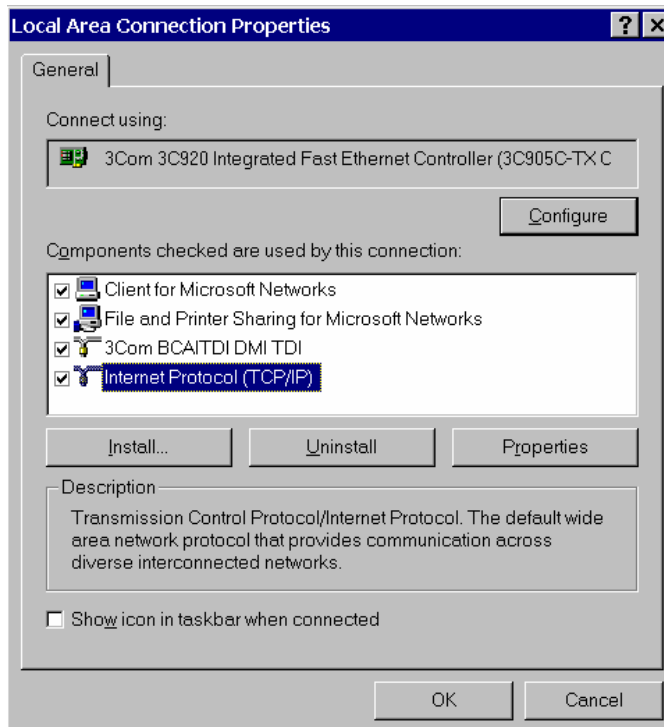 Local Area Connection Properties
General
Connect using:
3Com 3C920 Integrated Fast Ethernet Controller (3C905C-TX C
Configure
Components checked are used by this connection:
Client for Microsoft Networks
File and Printer Sharing for Microsoft Networks
3Com BCAITDI DMI TDI
Internet Protocol (TCP/IP)
Install...
Uninstall
Properties
Description
Transmission Control Protocol/Internet Protocol. The default wide
area network protocol that provides communication across
diverse interconnected networks.
Show icon in taskbar when connected
OK
Cancel